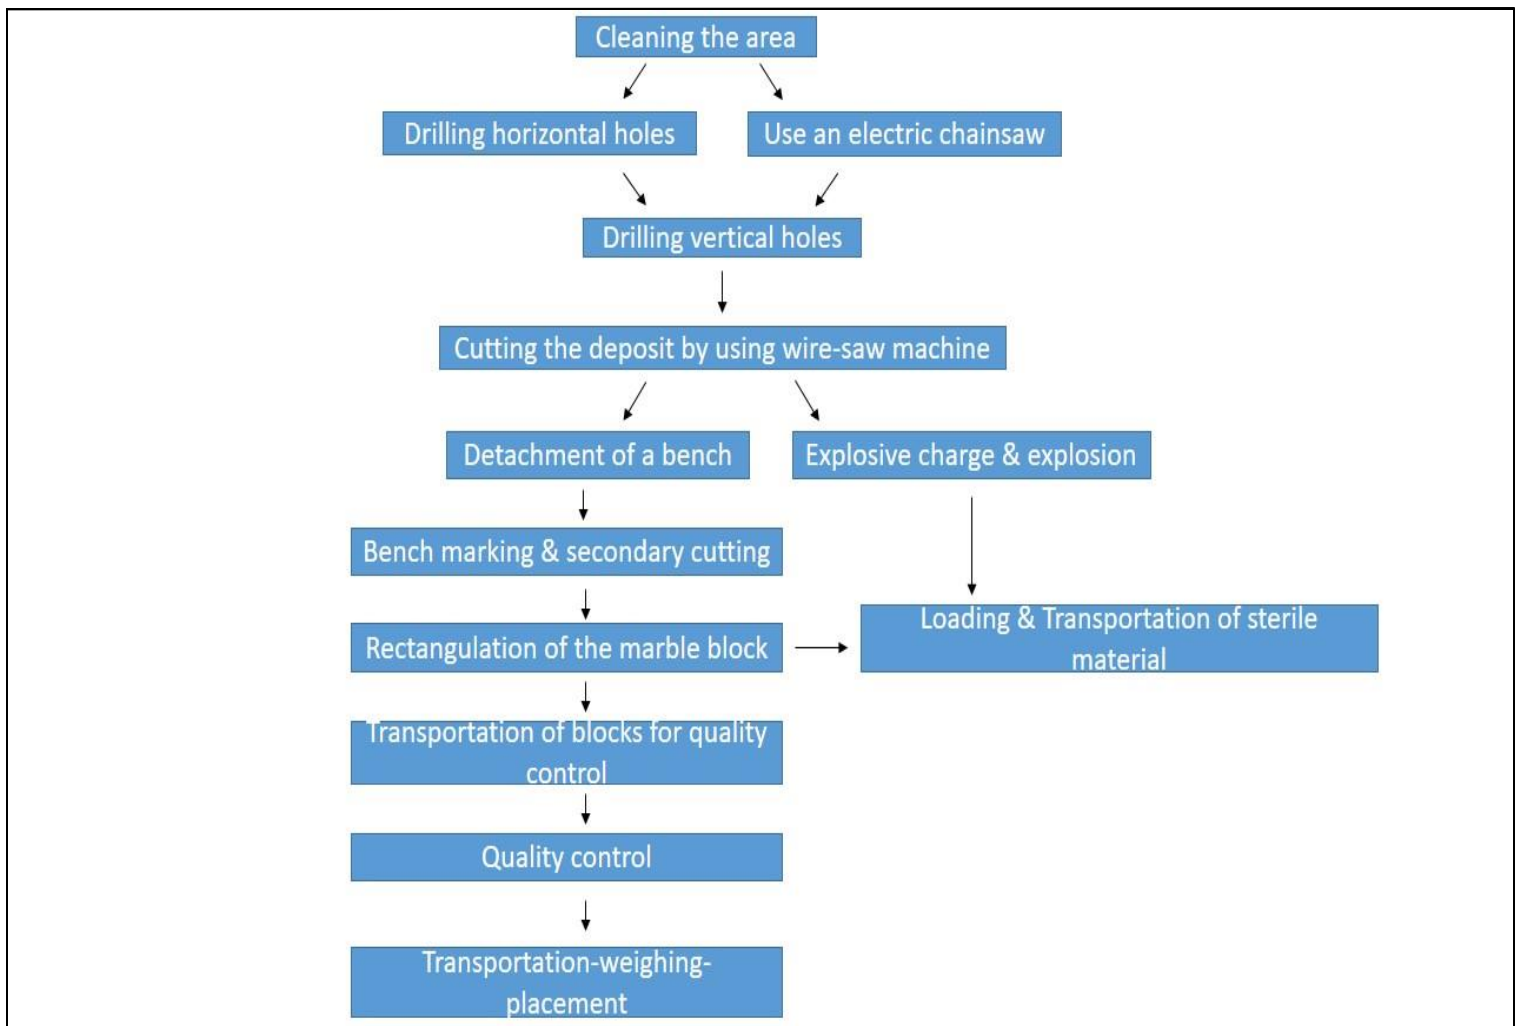 Cleaning the area
Drilling horizontal holes
Use an electric chainsaw
Drilling vertical holes
Cutting the deposit by using wire-saw machine
Detachment of a bench
Explosive charge & explosion
Bench marking & secondary cutting
Rectangulation of the marble block
Loading & Transportation of sterile
material
Transportation of blocks for quality
control
Quality control
Transportation-weighing-
placement